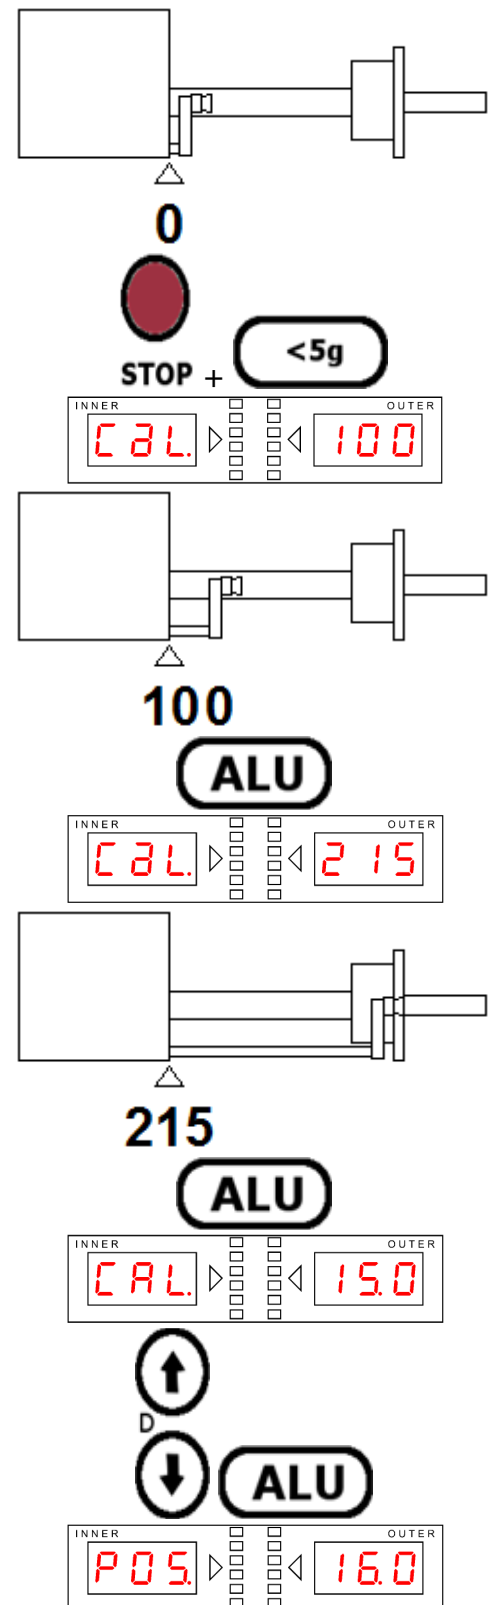 0
<5g
STOP +
INNER OUTER
CAL. 100
100
ALU
INNER OUTER
CAL. 215
215
ALU
INNER OUTER
CAL. 15.0
D
ALU
INNER OUTER
POS. 16.0